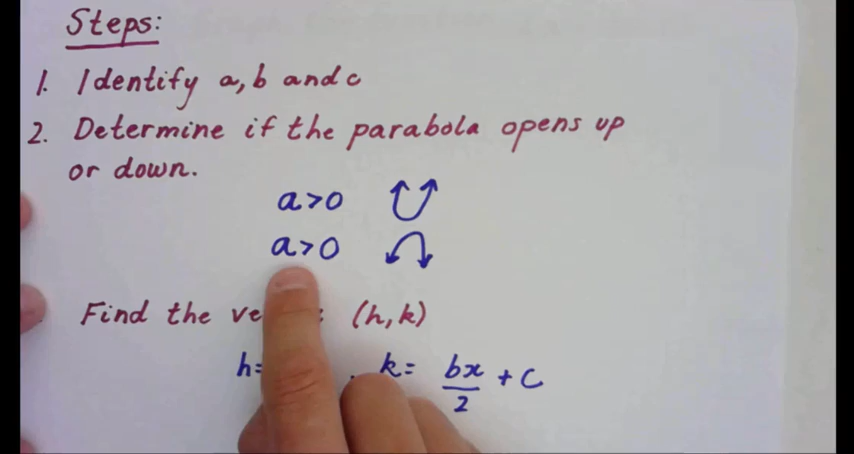 Steps:
1. Identify a, b and c
2. Determine if the parabola opens up
or down.
a>0
a>0
Find the (h, k)
h= k= bx/2 + c